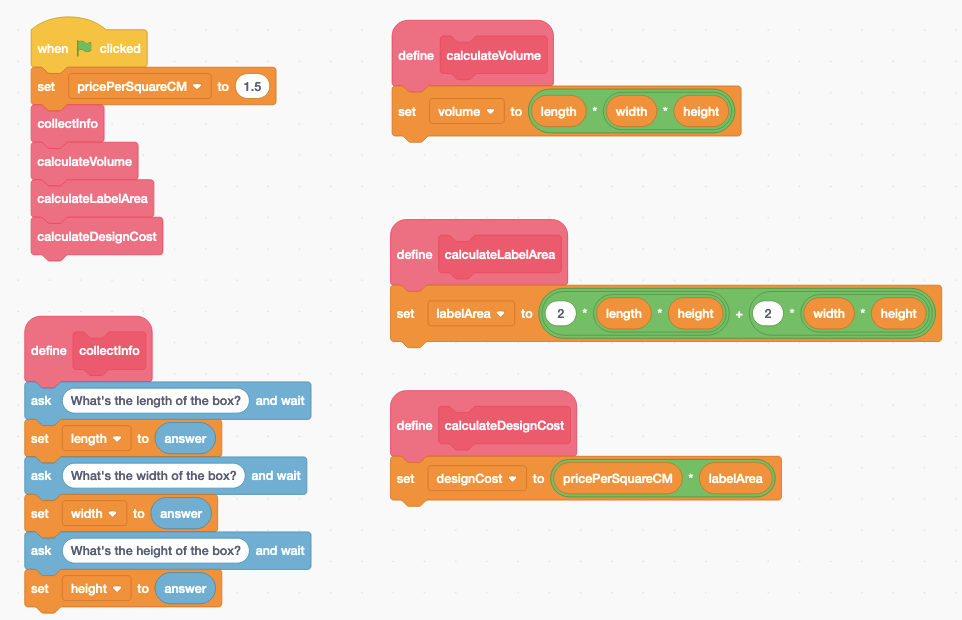 when clicked
set pricePerSquareCM to 1.5
collectInfo
calculateVolume
calculateLabelArea
calculateDesignCost
define collectInfo
ask What's the length of the box? and wait
set length to answer
ask What's the width of the box? and wait
set width to answer
ask What's the height of the box? and wait
set height to answer
define calculateVolume
set volume to length * width * height
define calculateLabelArea
set labelArea to 2 * length * height + 2 * width * height
define calculateDesignCost
set designCost to pricePerSquareCM * labelArea